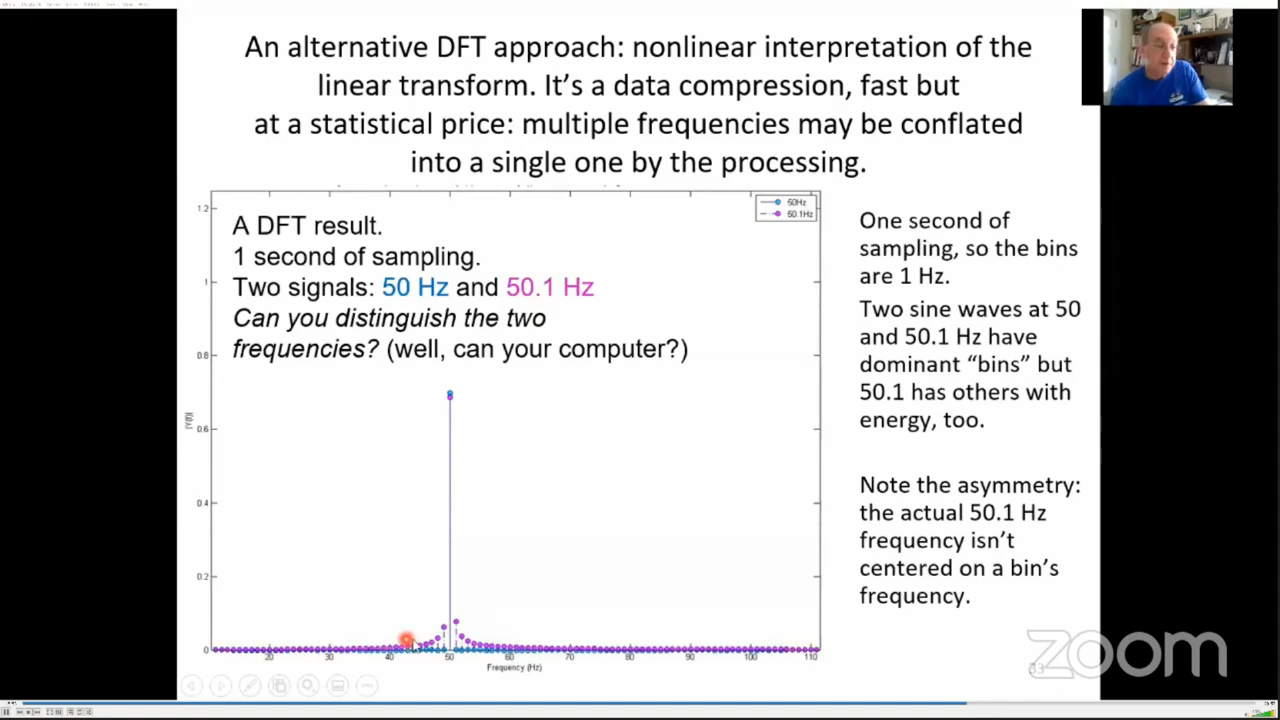 An alternative DFT approach: nonlinear interpretation of the
linear transform. It’s a data compression, fast but
at a statistical price: multiple frequencies may be conflated
into a single one by the processing.
A DFT result.
1 second of sampling.
Two signals: 50 Hz and 50.1 Hz
Can you distinguish the two
frequencies? (well, can your computer?)
50Hz
50.1Hz
1.2
1
0.8
0.6
0.4
0.2
0
|Y(f)|
20 30 40 50 60 70 80 90 100 110
Frequency (Hz)
One second of
sampling, so the bins
are 1 Hz.
Two sine waves at 50
and 50.1 Hz have
dominant “bins” but
50.1 has others with
energy, too.
Note the asymmetry:
the actual 50.1 Hz
frequency isn’t
centered on a bin’s
frequency.
33
zoom